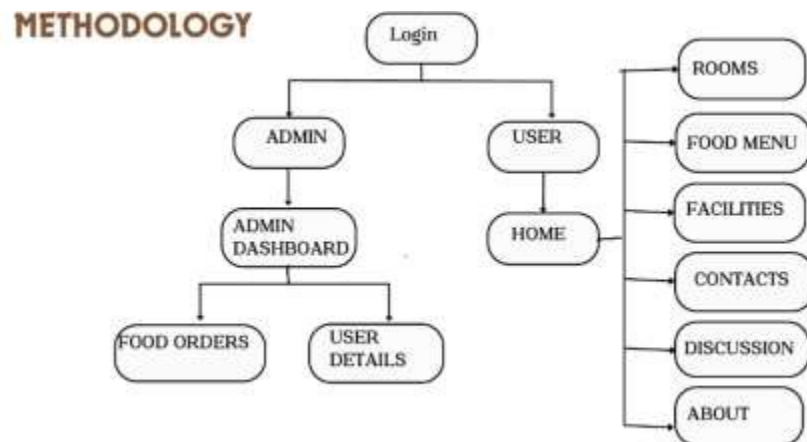 METHODOLOGY
Login
ADMIN
USER
ADMIN
DASHBOARD
HOME
FOOD ORDERS
USER
DETAILS
ROOMS
FOOD MENU
FACILITIES
CONTACTS
DISCUSSION
ABOUT